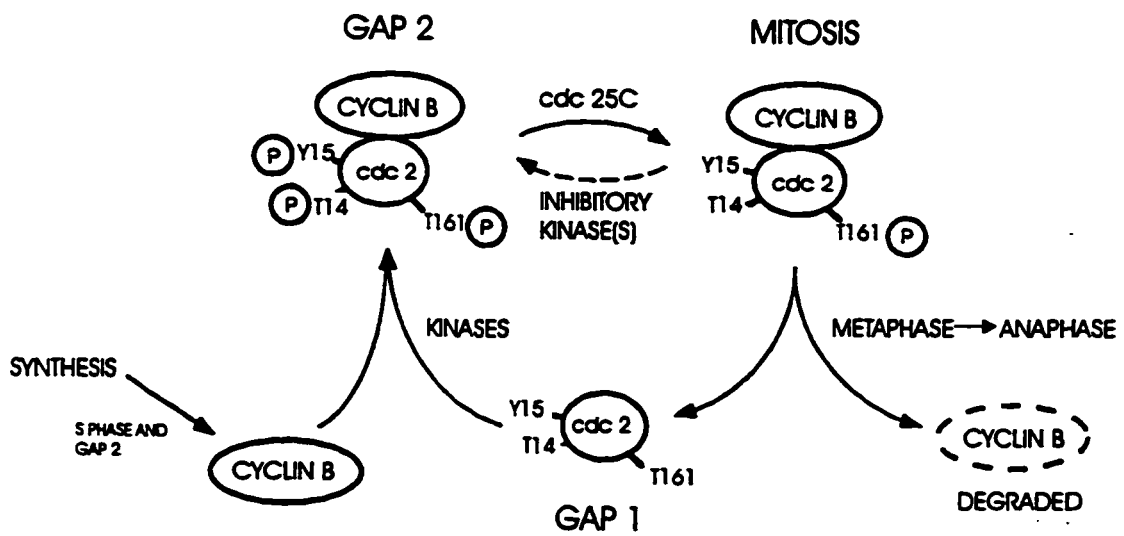 GAP 2
MITOSIS
CYCLIN B
cdc 25C
CYCLIN B
P
Y15
cdc 2
P
T14
T161
P
INHIBITORY
KINASE(S)
Y15
cdc 2
T14
T161
P
KINASES
METAPHASE → ANAPHASE
SYNTHESIS
S PHASE AND
GAP 2
CYCLIN B
Y15
cdc 2
T14
T161
GAP 1
CYCLIN B
DEGRADED